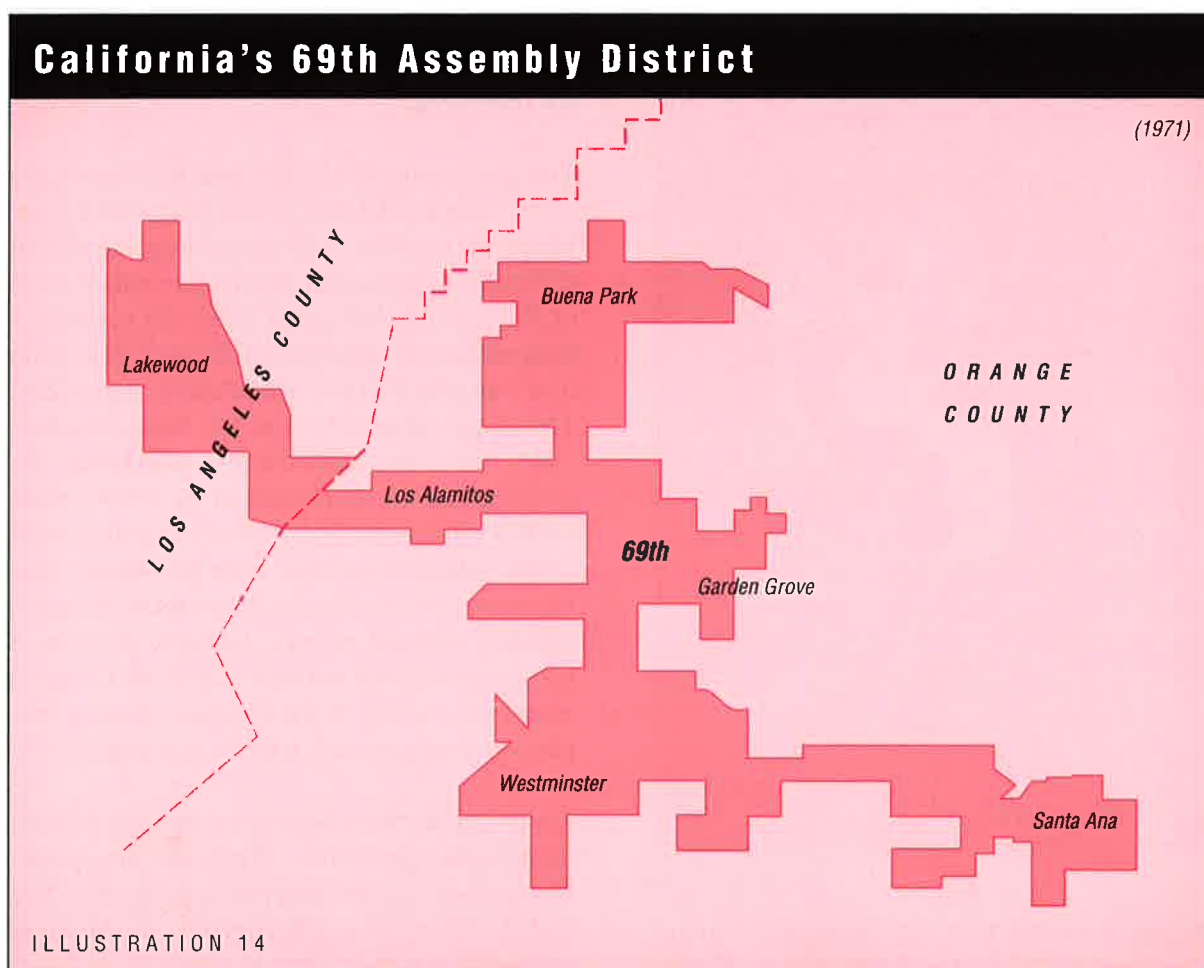 California's 69th Assembly District
(1971)
LOS ANGELES COUNTY
Buena Park
Lakewood
ORANGE
COUNTY
Los Alamitos
69th
Garden Grove
Westminster
Santa Ana
ILLUSTRATION 14